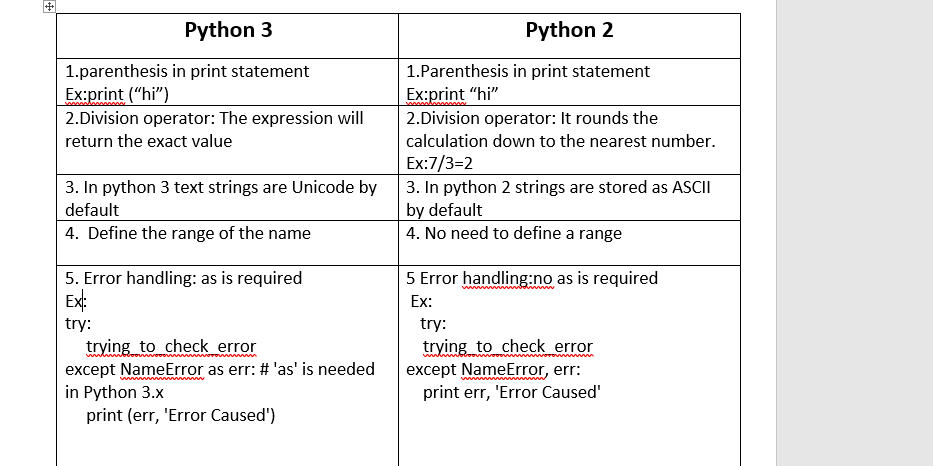 Python 3
Python 2
1.parenthesis in print statement
Ex:print (“hi”)
1.Parenthesis in print statement
Ex:print “hi”
2.Division operator: The expression will
return the exact value
2.Division operator: It rounds the
calculation down to the nearest number.
Ex:7/3=2
3. In python 3 text strings are Unicode by
default
3. In python 2 strings are stored as ASCII
by default
4.  Define the range of the name
4. No need to define a range
5. Error handling: as is required
Ex:
try:
trying_to_check_error
except NameError as err: # 'as' is needed
in Python 3.x
print (err, 'Error Caused')
5 Error handling:no as is required
Ex:
try:
trying_to_check_error
except NameError, err:
print err, 'Error Caused'